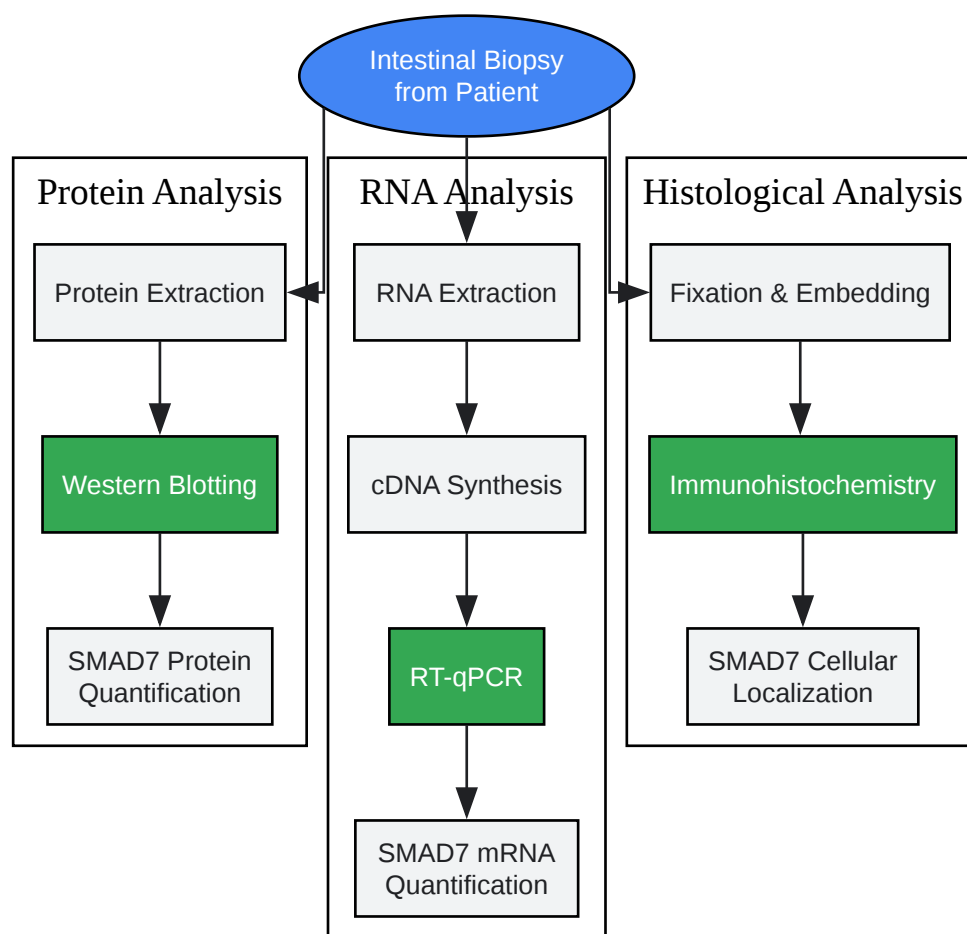 Intestinal Biopsy
from Patient
Protein Analysis
Protein Extraction
Western Blotting
SMAD7 Protein
Quantification
RNA Analysis
RNA Extraction
cDNA Synthesis
RT-qPCR
SMAD7 mRNA
Quantification
Histological Analysis
Fixation & Embedding
Immunohistochemistry
SMAD7 Cellular
Localization